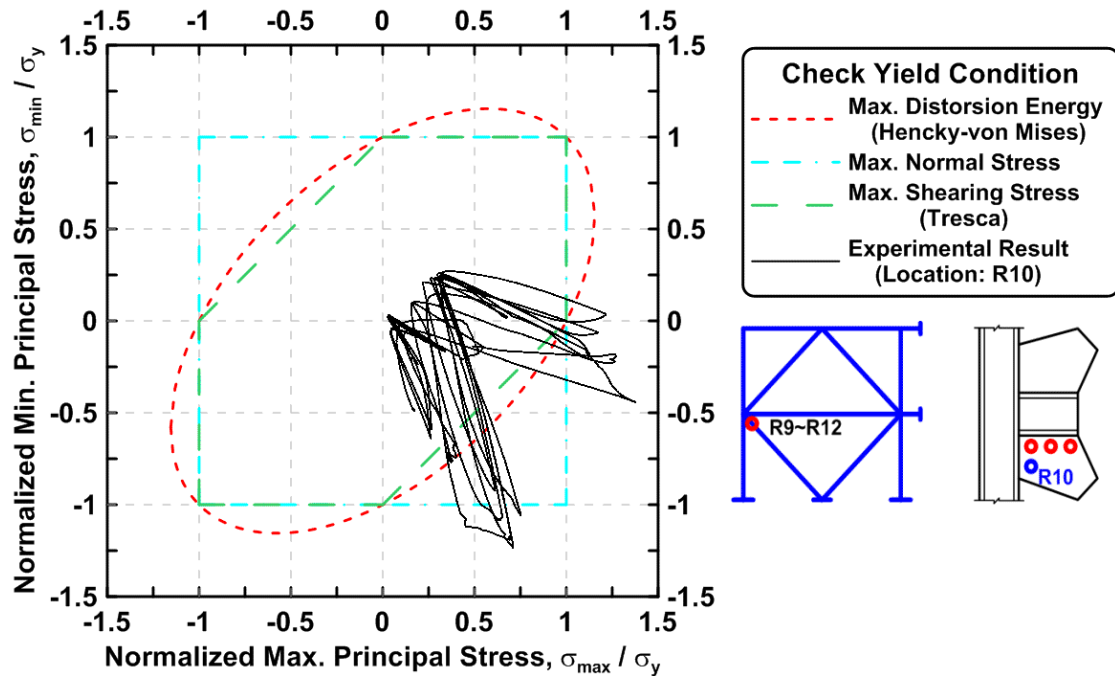 -1.5 -1 -0.5 0 0.5 1 1.5
1.5 1.5
1 1
0.5 0.5
0 0
-0.5 -0.5
-1 -1
-1.5 -1.5
-1.5 -1 -0.5 0 0.5 1 1.5
Normalized Min. Principal Stress, σmin / σy
Normalized Max. Principal Stress, σmax / σy
Check Yield Condition
Max. Distorsion Energy
(Hencky-von Mises)
Max. Normal Stress
Max. Shearing Stress
(Tresca)
Experimental Result
(Location: R10)
R9~R12
R10